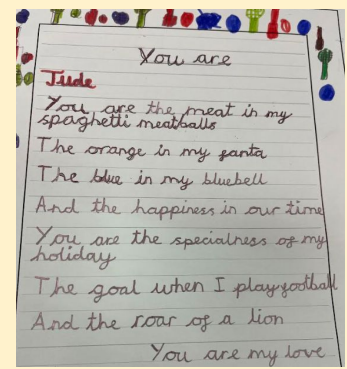 You are
Jude
You are the meat in my
spaghetti meatballs
The orange in my fanta
The blue in my bluebell
And the happiness in our time
You are the specialness of my
holiday
The goal when I play football
And the roar of a lion
You are my love